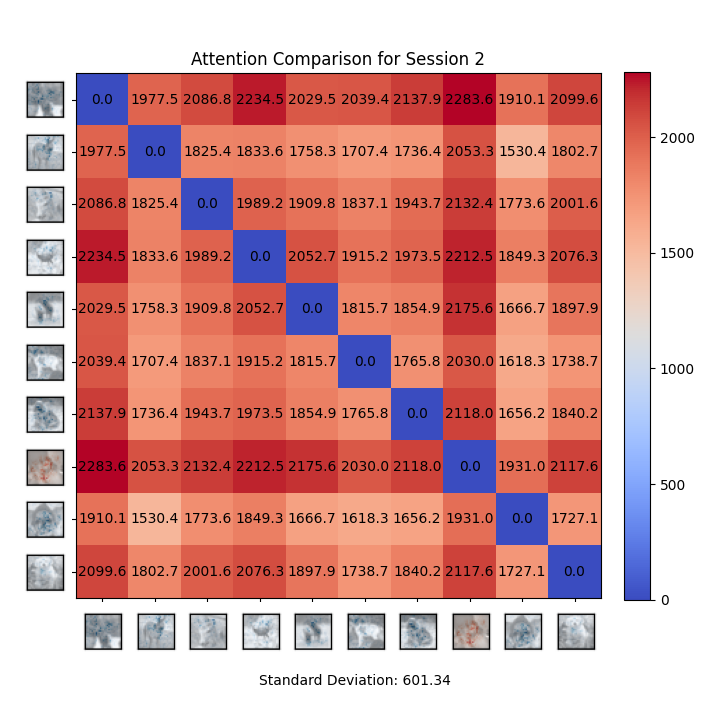 Attention Comparison for Session 2
0.0 1977.5 2086.8 2234.5 2029.5 2039.4 2137.9 2283.6 1910.1 2099.6
1977.5 0.0 1825.4 1833.6 1758.3 1707.4 1736.4 2053.3 1530.4 1802.7
2086.8 1825.4 0.0 1989.2 1909.8 1837.1 1943.7 2132.4 1773.6 2001.6
2234.5 1833.6 1989.2 0.0 2052.7 1915.2 1973.5 2212.5 1849.3 2076.3
2029.5 1758.3 1909.8 2052.7 0.0 1815.7 1854.9 2175.6 1666.7 1897.9
2039.4 1707.4 1837.1 1915.2 1815.7 0.0 1765.8 2030.0 1618.3 1738.7
2137.9 1736.4 1943.7 1973.5 1854.9 1765.8 0.0 2118.0 1656.2 1840.2
2283.6 2053.3 2132.4 2212.5 2175.6 2030.0 2118.0 0.0 1931.0 2117.6
1910.1 1530.4 1773.6 1849.3 1666.7 1618.3 1656.2 1931.0 0.0 1727.1
2099.6 1802.7 2001.6 2076.3 1897.9 1738.7 1840.2 2117.6 1727.1 0.0
2000
1500
1000
500
0
Standard Deviation: 601.34